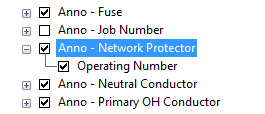 Anno - Fuse
Anno - Job Number
Anno - Network Protector
Operating Number
Anno - Neutral Conductor
Anno - Primary OH Conductor